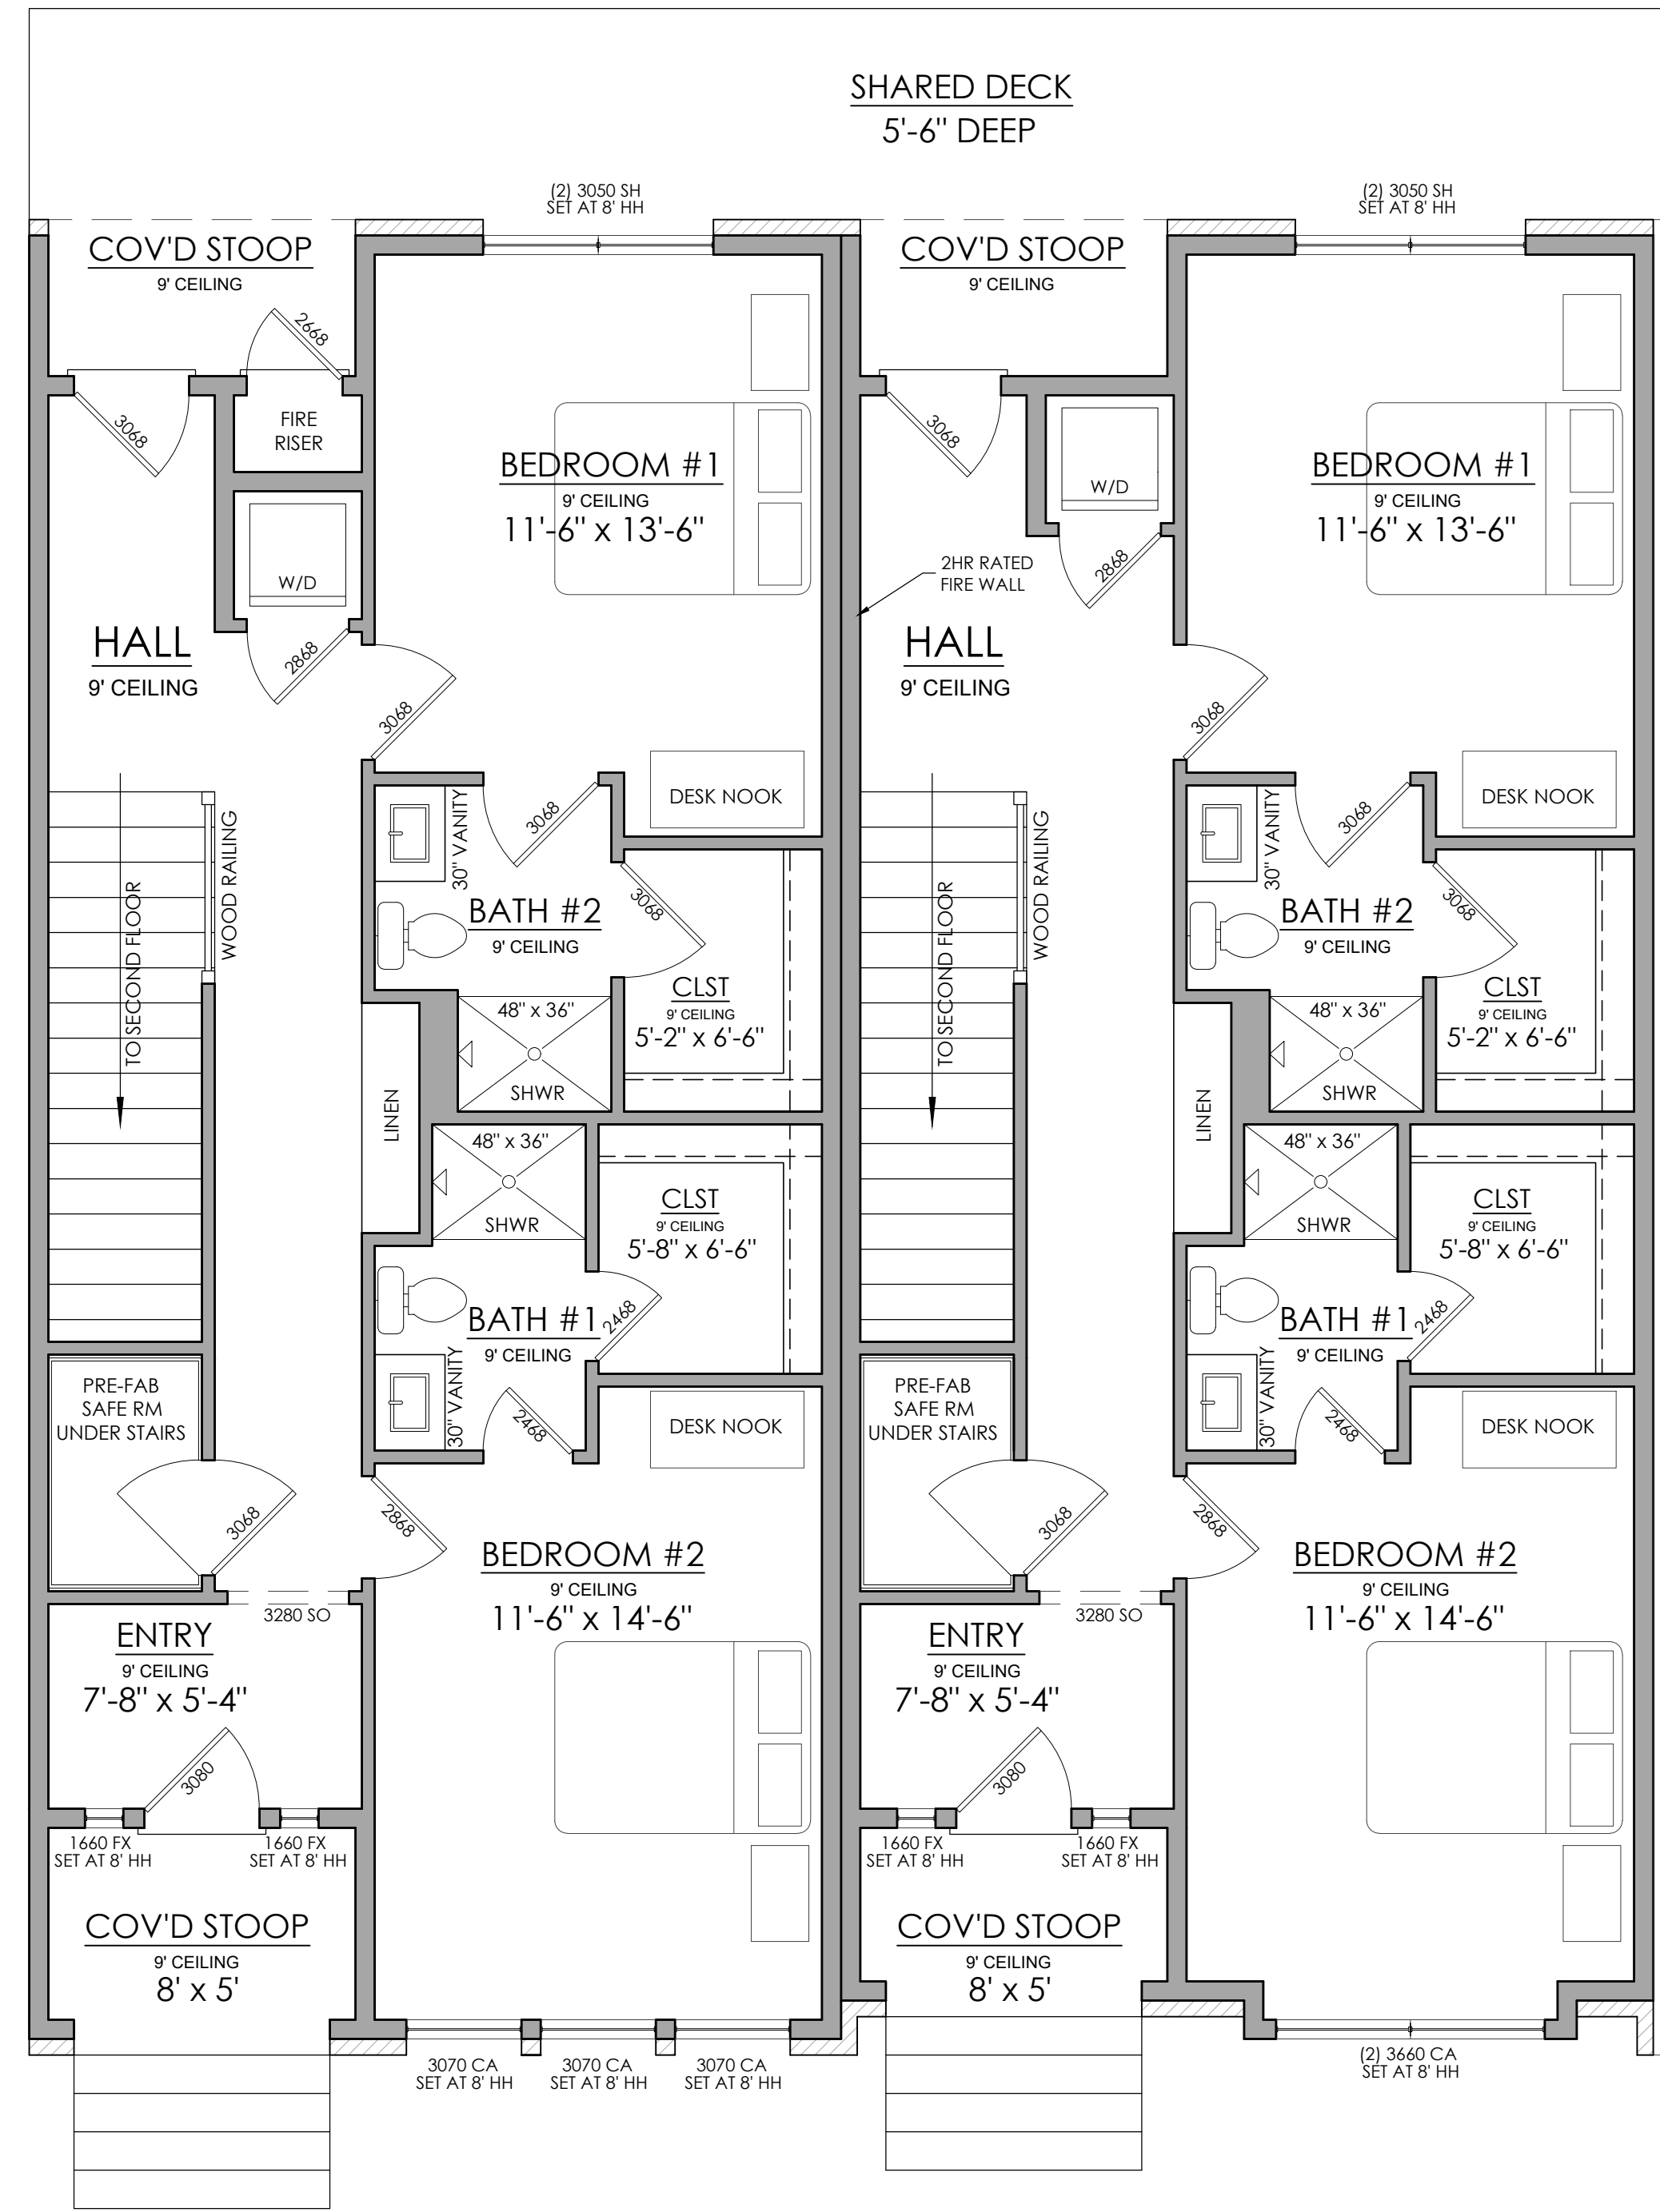 SHARED DECK
5'-6" DEEP
(2) 3050 SH
SET AT 8' HH
(2) 3050 SH
SET AT 8' HH
COV'D STOOP
9' CEILING
COV'D STOOP
9' CEILING
2668
3068
FIRE
RISER
3068
BEDROOM #1
9' CEILING
11'-6" x 13'-6"
W/D
BEDROOM #1
9' CEILING
11'-6" x 13'-6"
W/D
2HR RATED
FIRE WALL
2868
HALL
9' CEILING
2868
HALL
9' CEILING
3068
3068
DESK NOOK
DESK NOOK
TO SECOND FLOOR
WOOD RAILING
30" VANITY
3068
BATH #2
9' CEILING
3068
TO SECOND FLOOR
WOOD RAILING
30" VANITY
3068
BATH #2
9' CEILING
3068
CLST
9' CEILING
5'-2" x 6'-6"
CLST
9' CEILING
5'-2" x 6'-6"
48" x 36"
SHWR
48" x 36"
SHWR
LINEN
LINEN
48" x 36"
SHWR
48" x 36"
SHWR
CLST
9' CEILING
5'-8" x 6'-6"
CLST
9' CEILING
5'-8" x 6'-6"
BATH #1
9' CEILING
2468
BATH #1
9' CEILING
2468
PRE-FAB
SAFE RM
UNDER STAIRS
30" VANITY
2468
DESK NOOK
PRE-FAB
SAFE RM
UNDER STAIRS
30" VANITY
2468
DESK NOOK
3068
2868
3068
2868
BEDROOM #2
9' CEILING
11'-6" x 14'-6"
BEDROOM #2
9' CEILING
11'-6" x 14'-6"
3280 SO
3280 SO
ENTRY
9' CEILING
7'-8" x 5'-4"
ENTRY
9' CEILING
7'-8" x 5'-4"
3080
3080
1660 FX
SET AT 8' HH
1660 FX
SET AT 8' HH
1660 FX
SET AT 8' HH
1660 FX
SET AT 8' HH
COV'D STOOP
9' CEILING
8' x 5'
COV'D STOOP
9' CEILING
8' x 5'
3070 CA
SET AT 8' HH
3070 CA
SET AT 8' HH
3070 CA
SET AT 8' HH
(2) 3660 CA
SET AT 8' HH